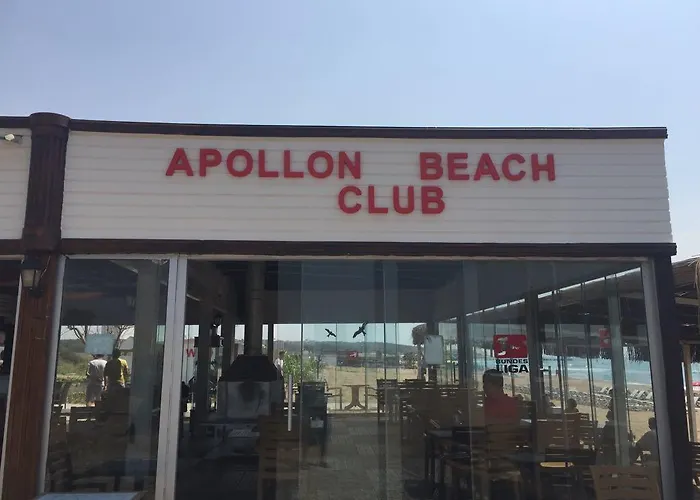 APOLLON BEACH
CLUB
BUNDES
LIGA